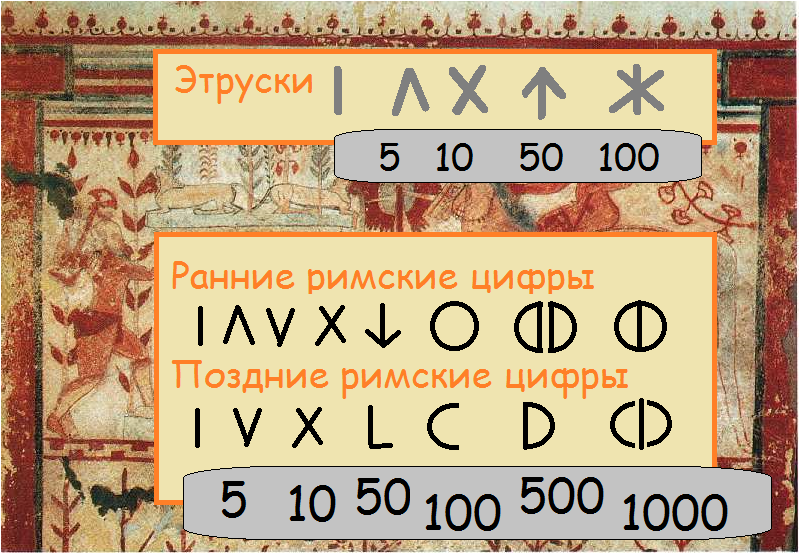 Этруски I Λ X ↑ Ж
5 10 50 100
Ранние римские цифры
I Λ V X ↓ O ⊂|⊃ Ⓘ
Поздние римские цифры
I V X L C D ⊂|⊃
5 10 50 100 500 1000